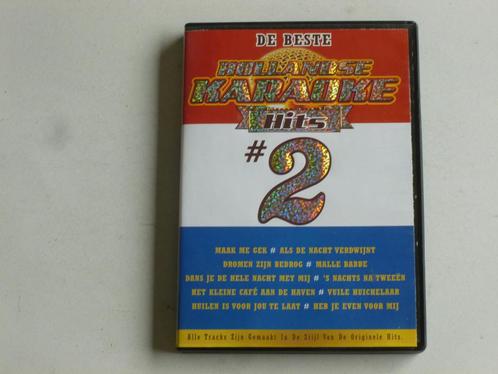 DE BESTE
HOLLANDSE
KARAOKE
Hits
#2
MAAK ME GEK # ALS DE NACHT VERDWIJNT
DROMEN ZIJN BEDROG # MALLE BABBE
DANS JE DE HELE NACHT MET MIJ # 'S NACHTS NA TWEEËN
HET KLEINE CAFÉ AAN DE HAVEN # VUILE HUICHELAAR
HUILEN IS VOOR JOU TE LAAT # HEB JE EVEN VOOR MIJ
Alle Tracks Zijn Gemaakt In De Stijl Van De Originele Hits.